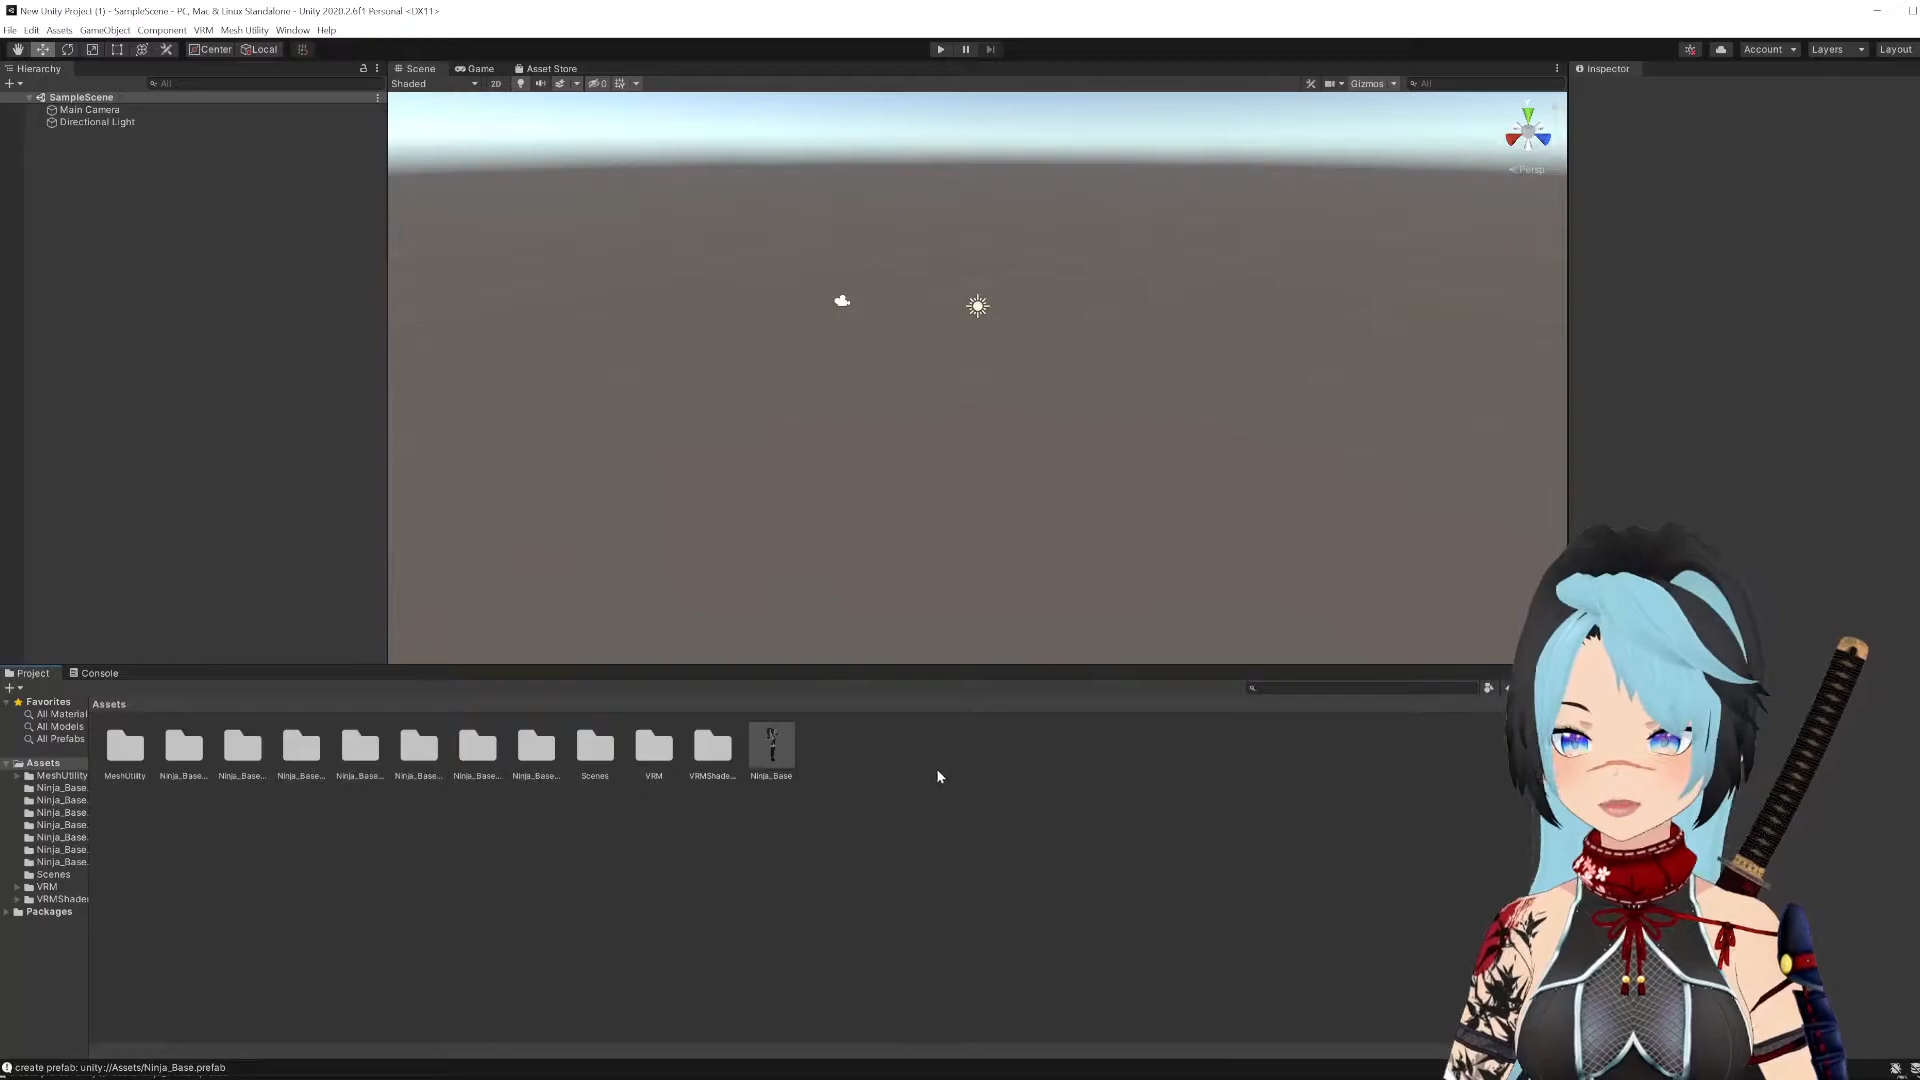 New Unity Project (1) - SampleScene - PC, Mac & Linux Standalone - Unity 2020.2.6f1 Personal <DX11>
File Edit Assets GameObject Component VRM Mesh Utility Window Help
Center Local Account Layers Layout
Hierarchy Scene Game Asset Store Inspector
All Shaded 2D 0 Gizmos All
SampleScene
Main Camera
Directional Light
Persp
Project Console
Favorites
All Material
All Models
All Prefabs
Assets
MeshUtility
Ninja_Base.
Ninja_Base.
Ninja_Base.
Ninja_Base.
Ninja_Base.
Ninja_Base.
Ninja_Base.
Scenes
VRM
VRMShader
Packages
Assets
MeshUtility Ninja_Base... Ninja_Base... Ninja_Base... Ninja_Base... Ninja_Base... Ninja_Base... Ninja_Base... Scenes VRM VRMShade... Ninja_Base
create prefab: unity://Assets/Ninja_Base.prefab